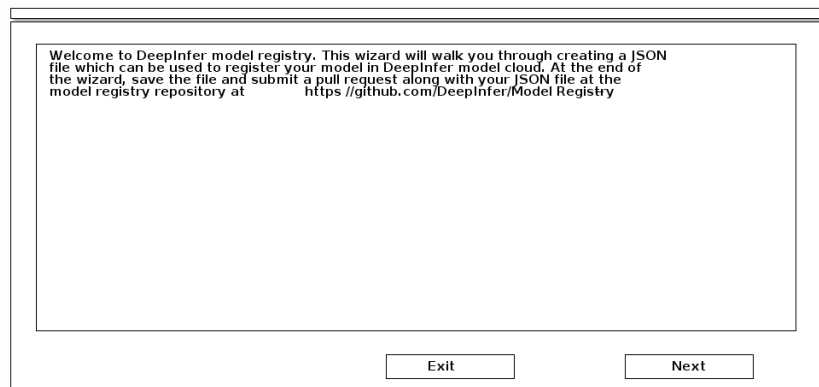 Welcome to DeepInfer model registry. This wizard will walk you through creating a JSON
file which can be used to register your model in DeepInfer model cloud. At the end of
the wizard, save the file and submit a pull request along with your JSON file at the
model registry repository at https //github.com/DeepInfer/Model Registry
Exit Next